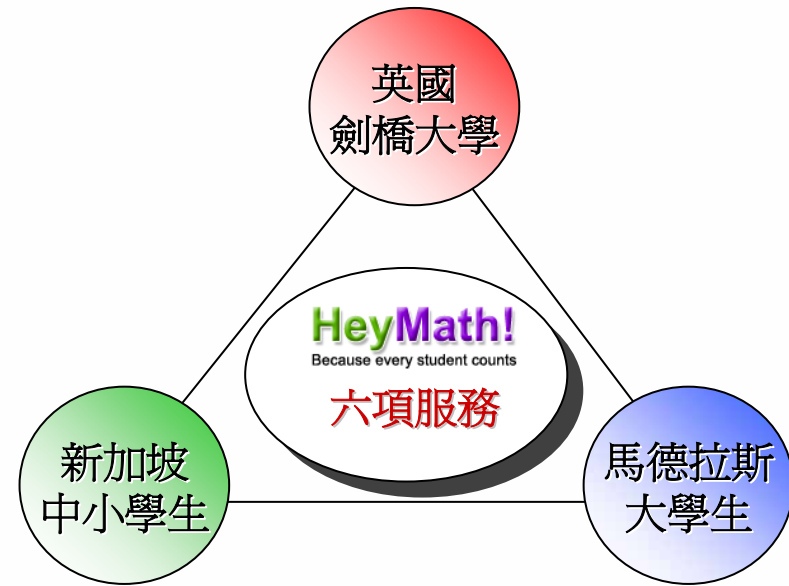 英國
劍橋大學
HeyMath!
Because every student counts
六項服務
新加坡
中小學生
馬德拉斯
大學生